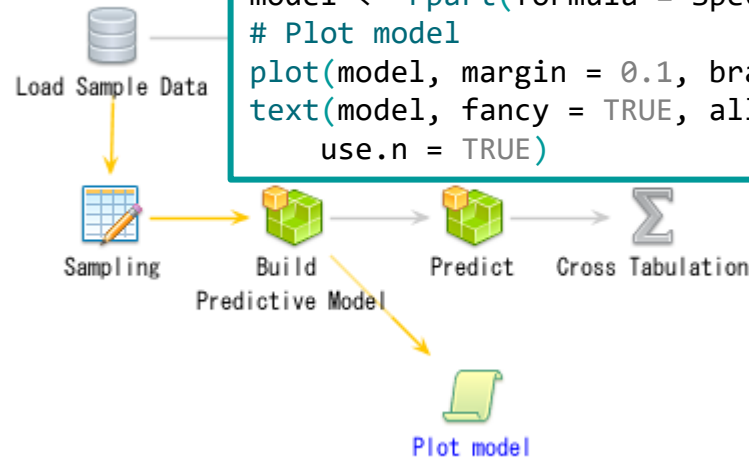 # Plot model
plot(model, margin = 0.1,
text(model, fancy = TRUE,
use.n = TRUE)
Load Sample Data
Sampling
Build
Predictive Model
Predict
Cross Tabulation
Plot model